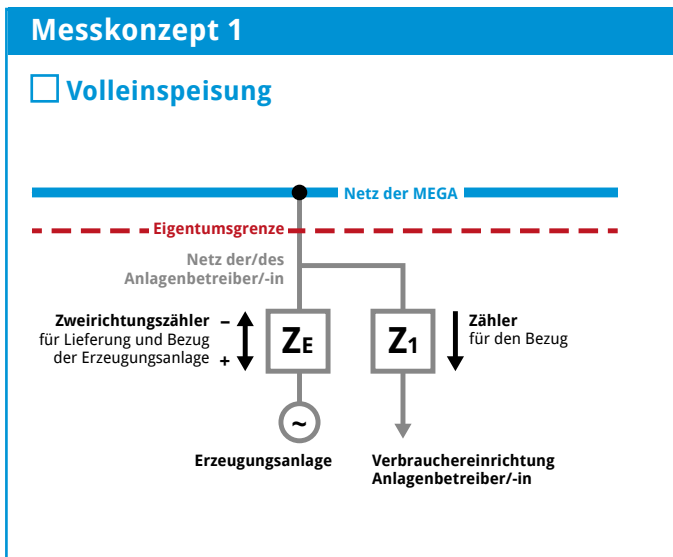 Messkonzept 1
Volleinspeisung
Netz der MEGA
Eigentumsgrenze
Netz der/des
Anlagenbetreiber/-in
Zweirichtungszähler –
für Lieferung und Bezug
der Erzeugungsanlage +
ZE
Z1
Zähler
für den Bezug
~
Erzeugungsanlage
Verbrauchereinrichtung
Anlagenbetreiber/-in